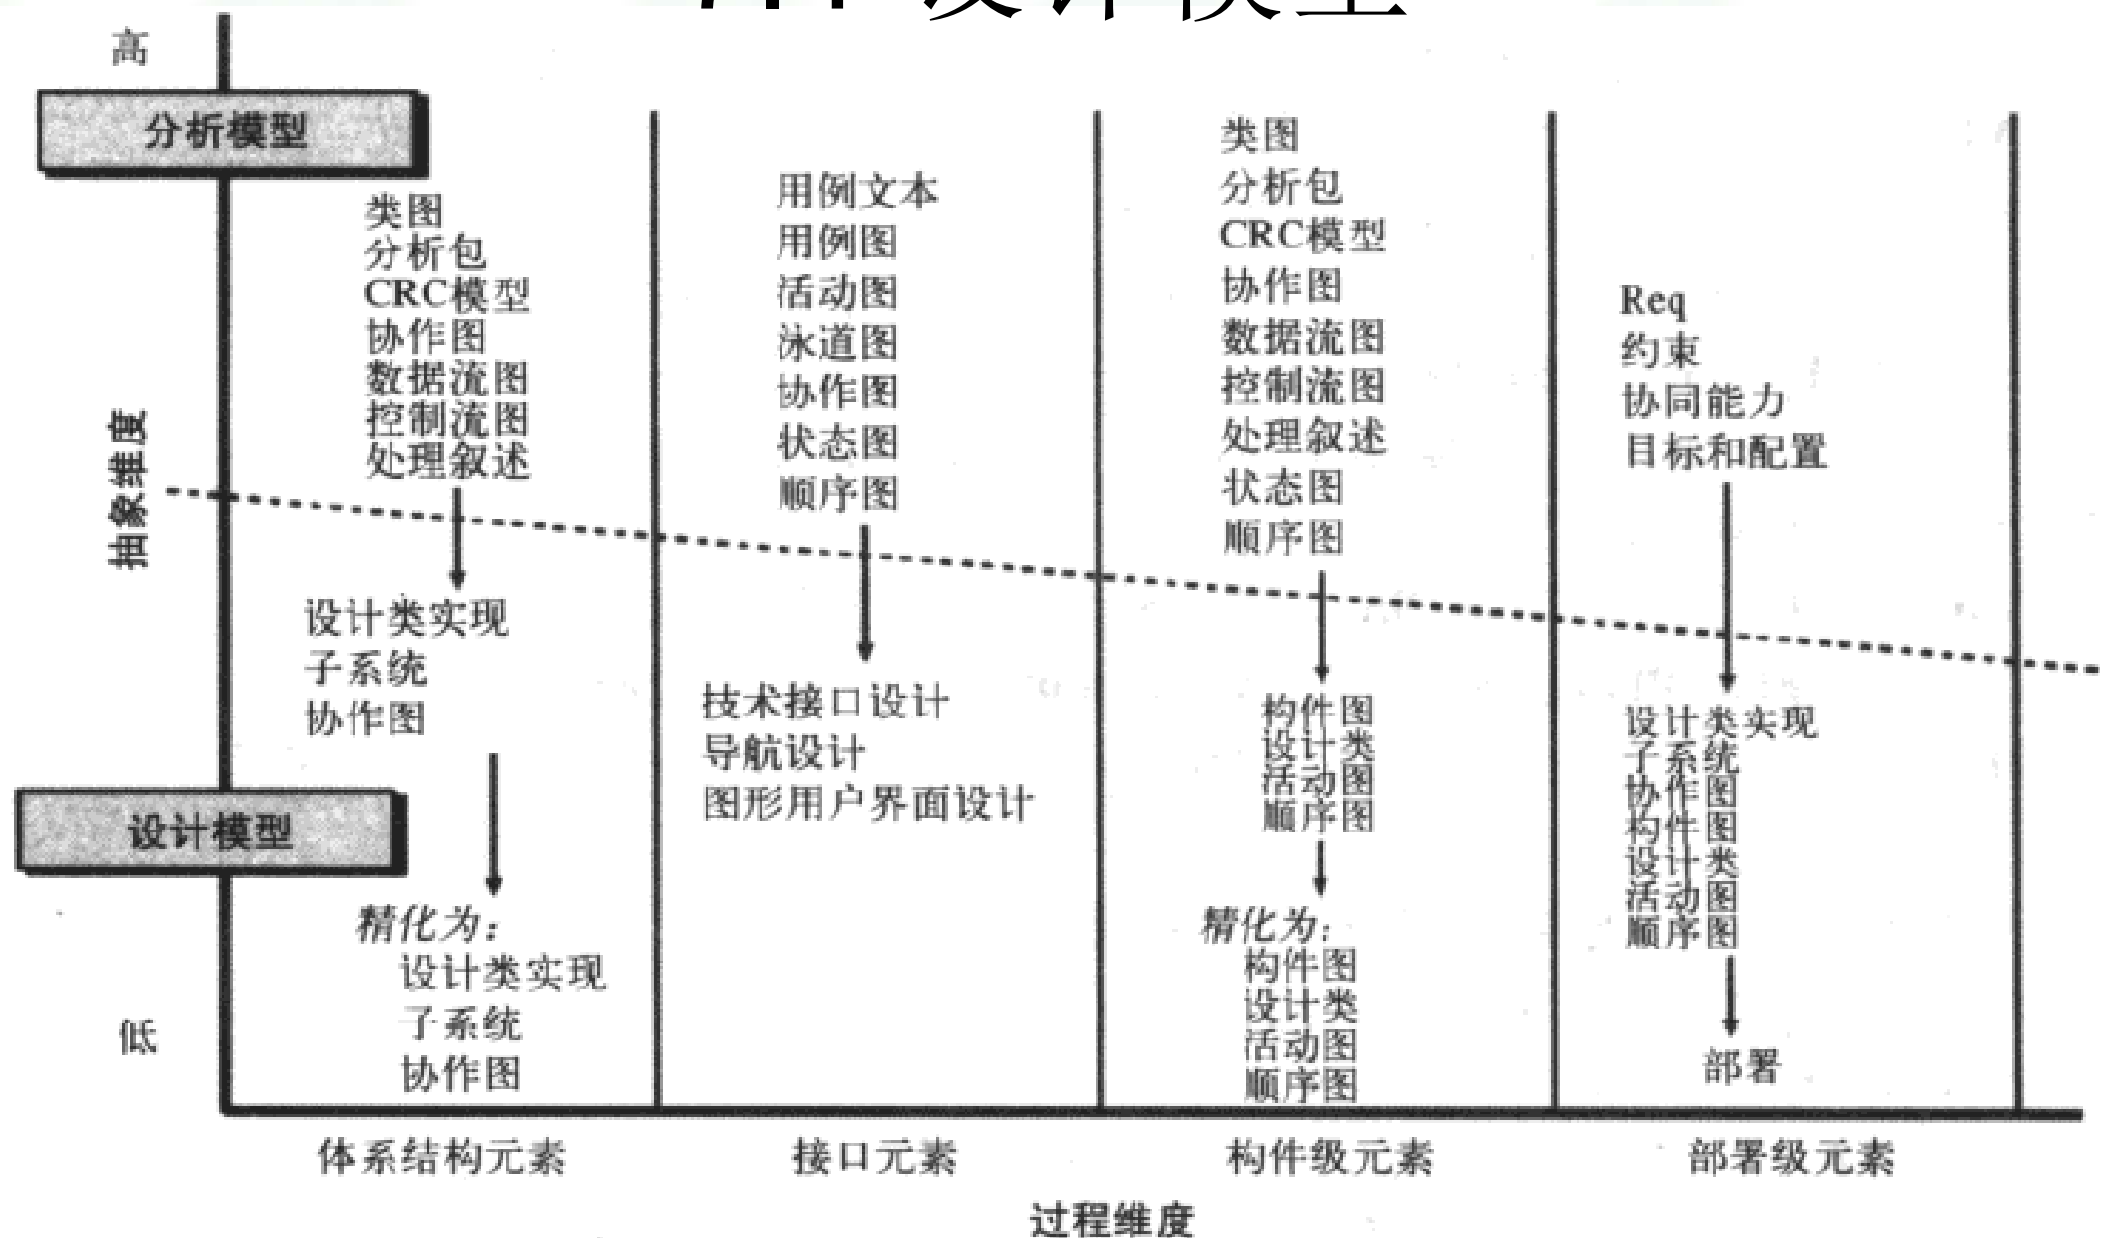 设计模型
高
分析模型
抽象维度
设计模型
低
类图
分析包
CRC模型
协作图
数据流图
控制流图
处理叙述
设计类实现
子系统
协作图
精化为：
设计类实现
子系统
协作图
体系结构元素
用例文本
用例图
活动图
泳道图
协作图
状态图
顺序图
技术接口设计
导航设计
图形用户界面设计
接口元素
类图
分析包
CRC模型
协作图
数据流图
控制流图
处理叙述
状态图
顺序图
构件图
设计类
活动图
顺序图
精化为：
构件图
设计类
活动图
顺序图
构件级元素
Req
约束
协同能力
目标和配置
设计类实现
子系统
协作图
构件图
设计类
活动图
顺序图
部署
部署级元素
过程维度